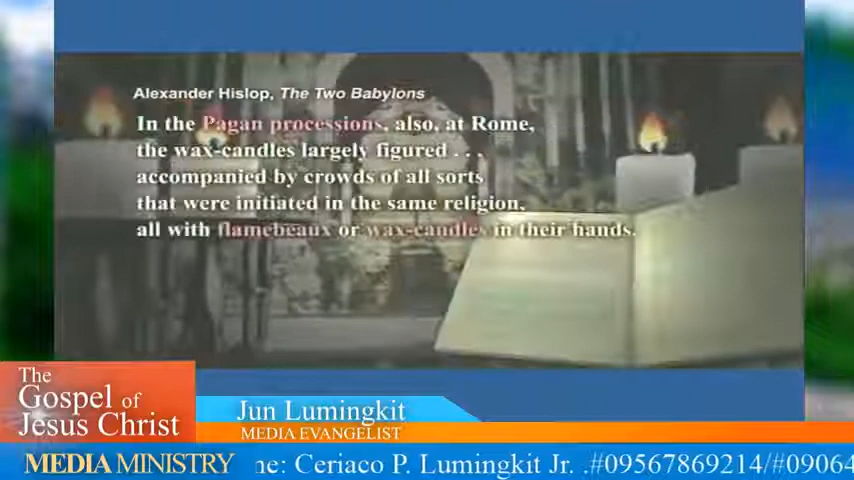 Alexander Hislop, The Two Babylons
In the Pagan processions, also, at Rome,
the wax-candles largely figured . . .
accompanied by crowds of all sorts
that were initiated in the same religion,
all with flamebeaux or wax-candles in their hands.
The
Gospel of
Jesus Christ
Jun Lumingkit
MEDIA EVANGELIST
MEDIA MINISTRY
ne: Ceriaco P. Lumingkit Jr. .#09567869214/#09064